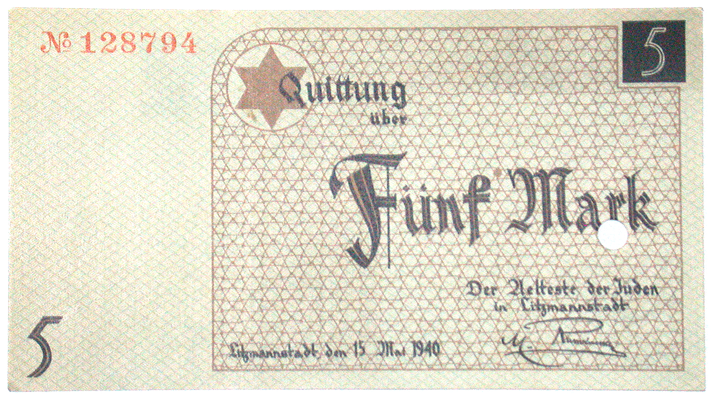 № 128794
5
Quittung
über
Fünf Mark
Der Aelteste der Juden
in Litzmannstadt
Litzmannstadt, den 15 Mai 1940
5